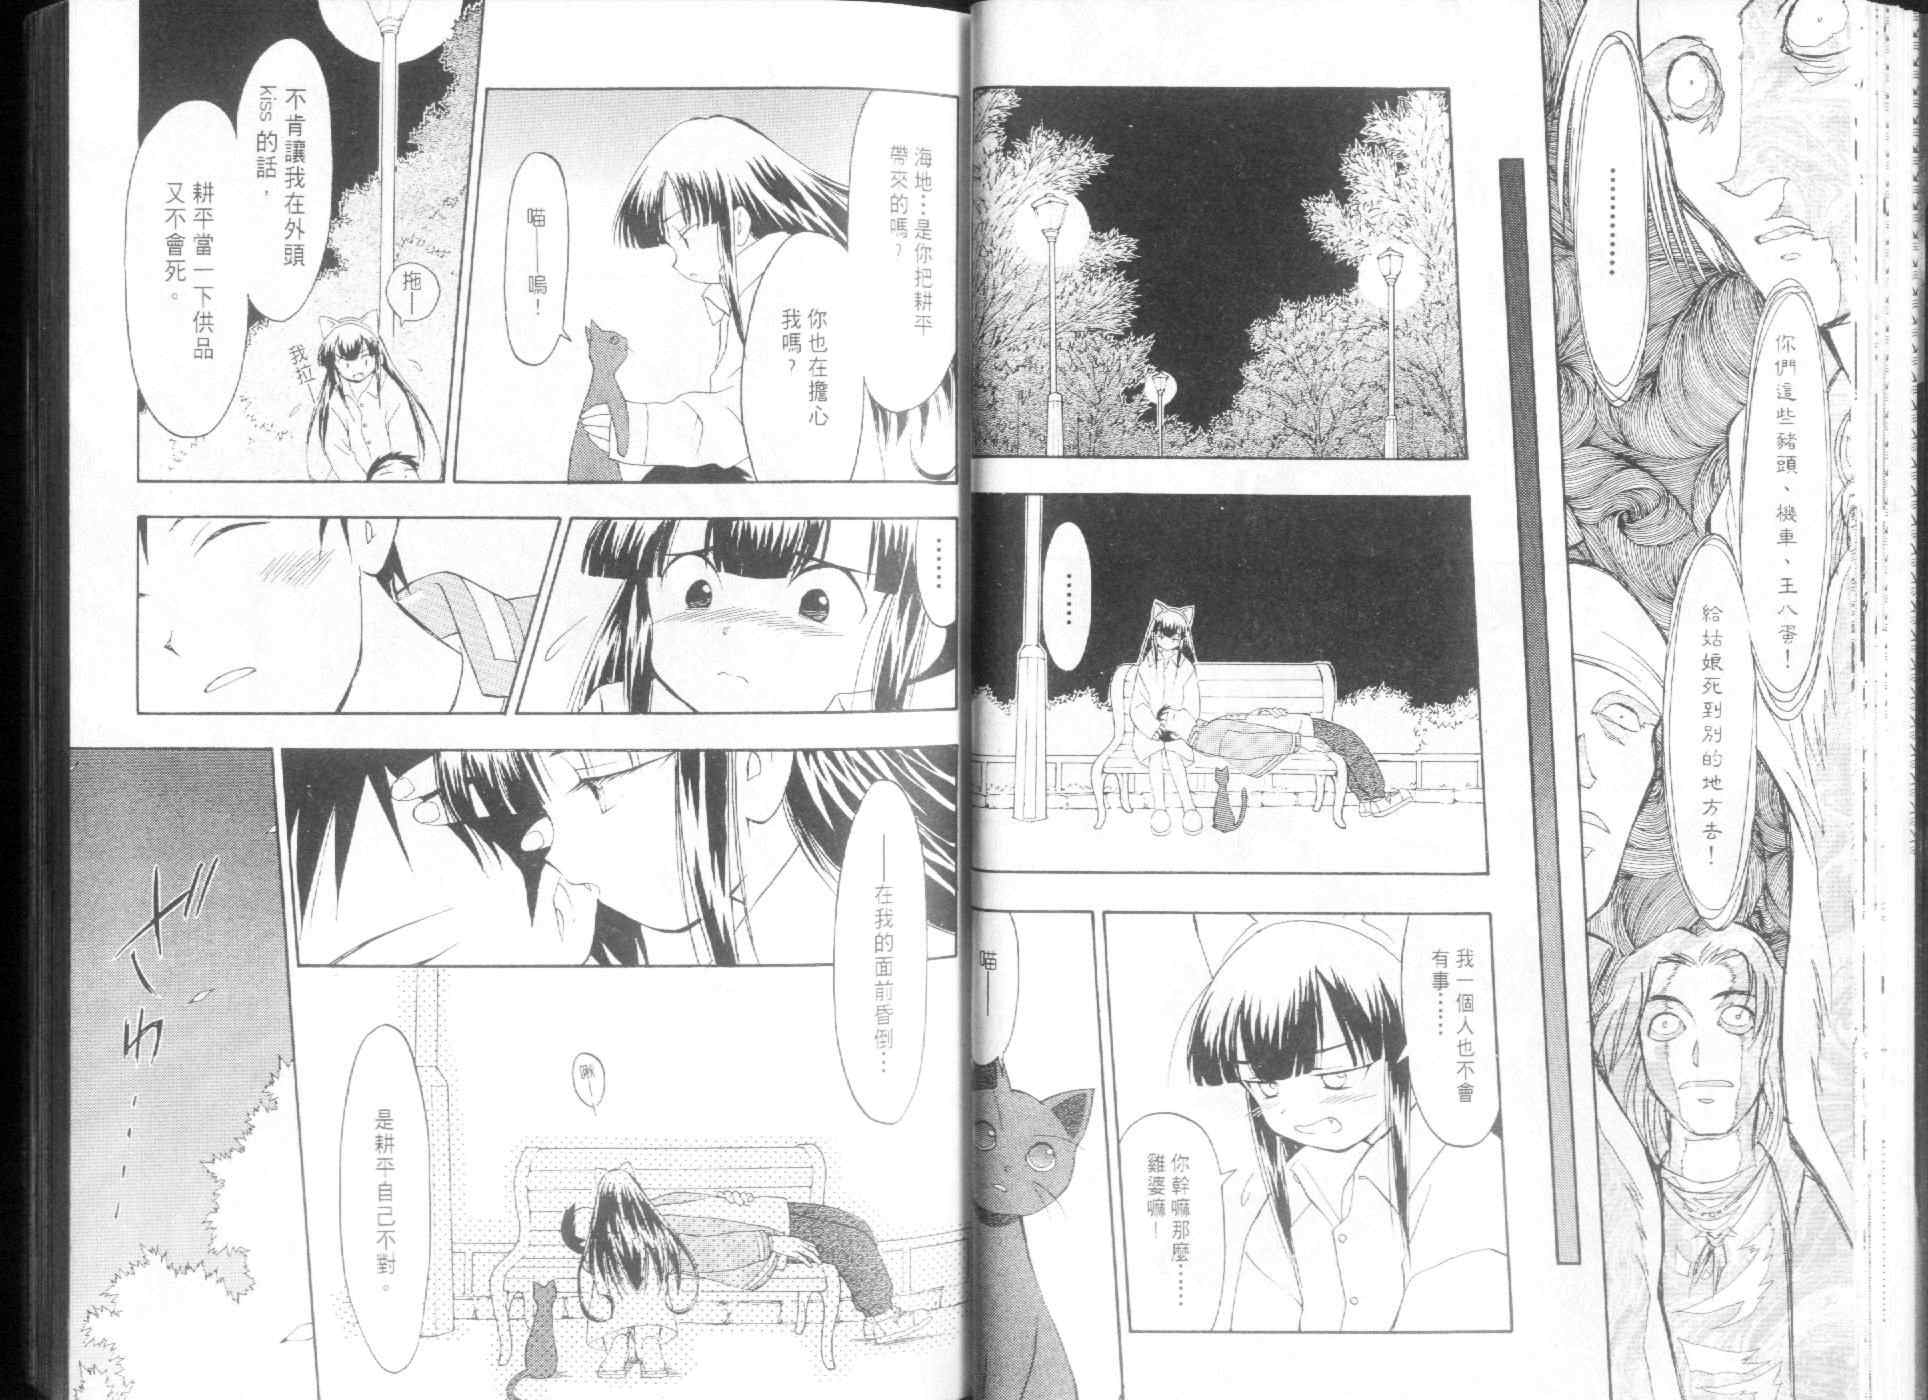 …………
你們這些豬頭、機車、王八蛋！
給姑娘死到別的地方去！
……
我一個人也不會
有事……
你幹嘛那麼……
雞婆嘛！
喵—
海地…是你把耕平
帶來的嗎？
你也在擔心
我嗎？
喵——嗚！
不肯讓我在外頭
kiss 的話，
耕平當一下供品
又不會死。
拖—
我拉
……
——在我的面前昏倒…
啾—
是耕平自己不對。
ざ
わ